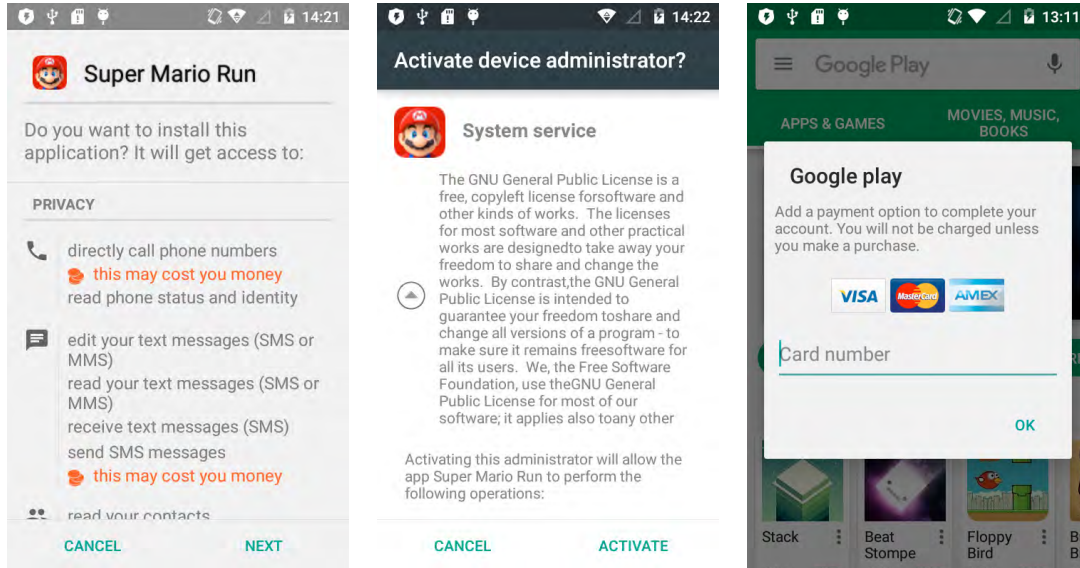 14:21
Super Mario Run
Do you want to install this
application? It will get access to:
PRIVACY
directly call phone numbers
this may cost you money
read phone status and identity
edit your text messages (SMS or
MMS)
read your text messages (SMS or
MMS)
receive text messages (SMS)
send SMS messages
this may cost you money
read your contacts
CANCEL NEXT
14:22
Activate device administrator?
System service
The GNU General Public License is a
free, copyleft license forsoftware and
other kinds of works. The licenses
for most software and other practical
works are designedto take away your
freedom to share and change the
works. By contrast,the GNU General
Public License is intended to
guarantee your freedom toshare and
change all versions of a program - to
make sure it remains freesoftware for
all its users. We, the Free Software
Foundation, use theGNU General
Public License for most of our
software; it applies also toany other
Activating this administrator will allow the
app Super Mario Run to perform the
following operations:
CANCEL ACTIVATE
13:11
Google Play
APPS & GAMES
MOVIES, MUSIC,
BOOKS
Google play
Add a payment option to complete your
account. You will not be charged unless
you make a purchase.
VISA MasterCard AMEX
Card number
OK
Stack
Beat
Stompe
Floppy
Bird